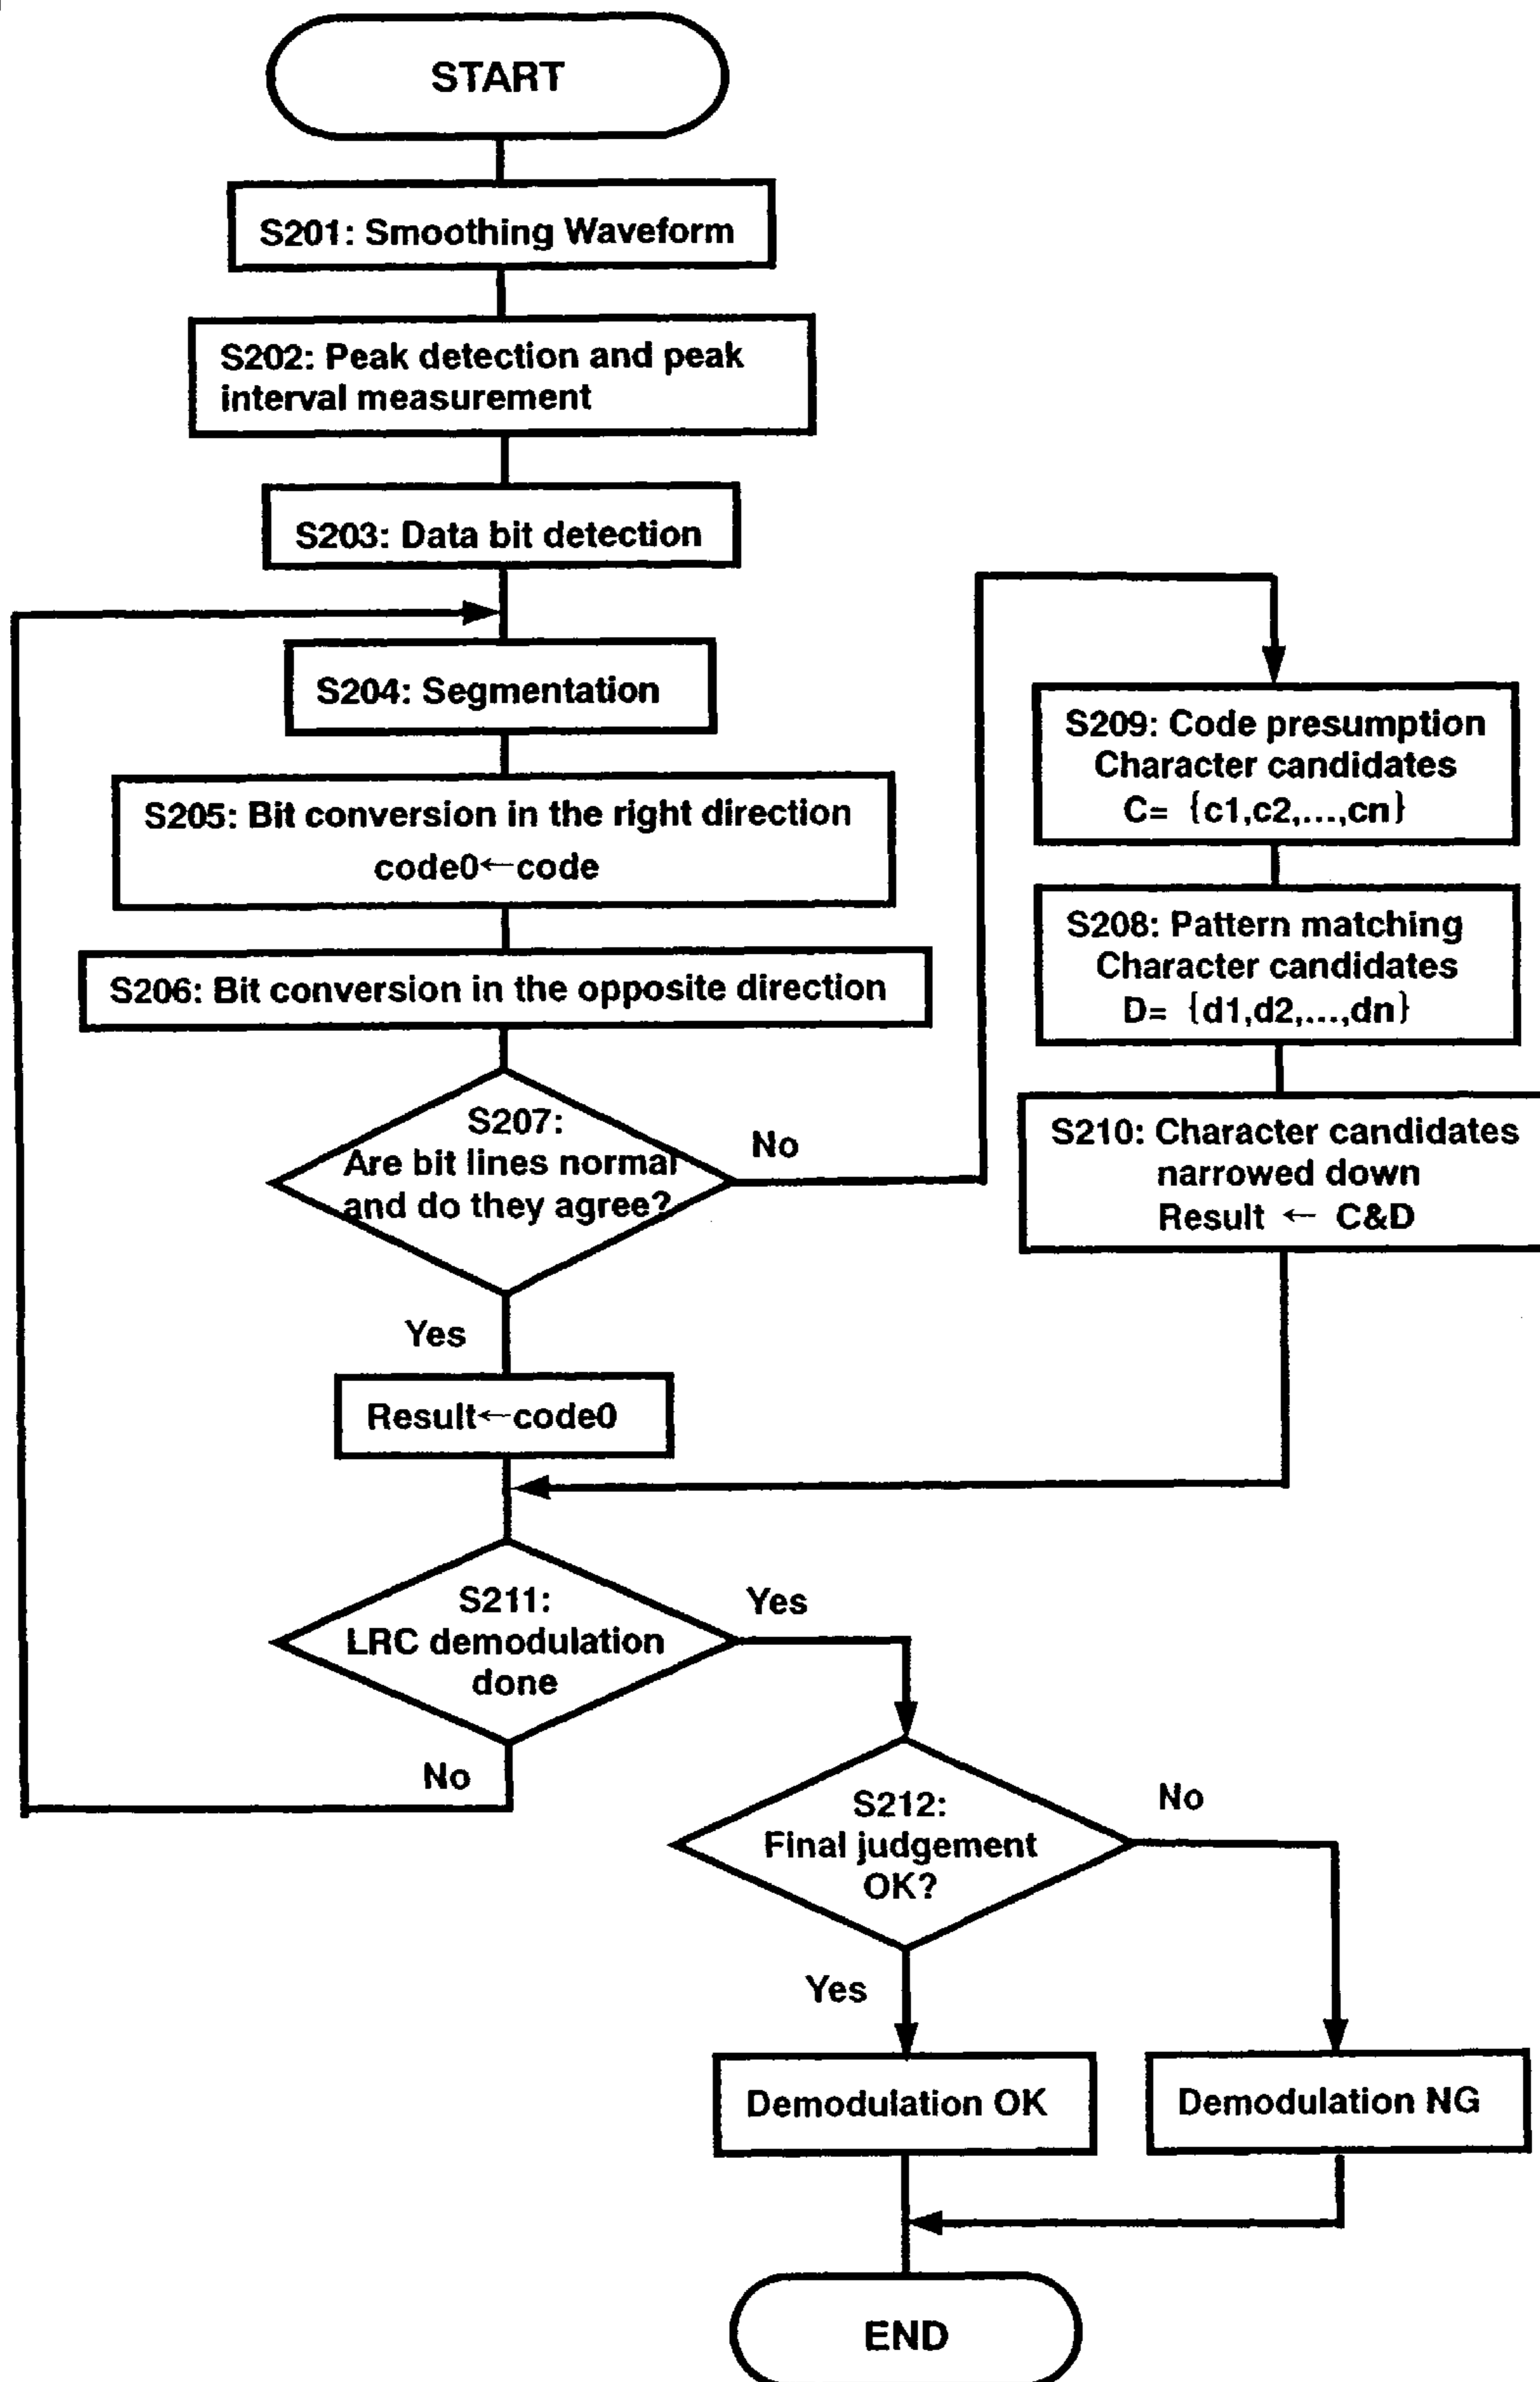 START
S201: Smoothing Waveform
S202: Peak detection and peak
interval measurement
S203: Data bit detection
S204: Segmentation
S205: Bit conversion in the right direction
code0←code
S206: Bit conversion in the opposite direction
S207:
Are bit lines normal
and do they agree?
No
Yes
S209: Code presumption
Character candidates
C= {c1,c2,...,cn}
S208: Pattern matching
Character candidates
D= {d1,d2,...,dn}
S210: Character candidates
narrowed down
Result ← C&D
Result←code0
S211:
LRC demodulation
done
Yes
No
S212:
Final judgement
OK?
No
Yes
Demodulation OK
Demodulation NG
END